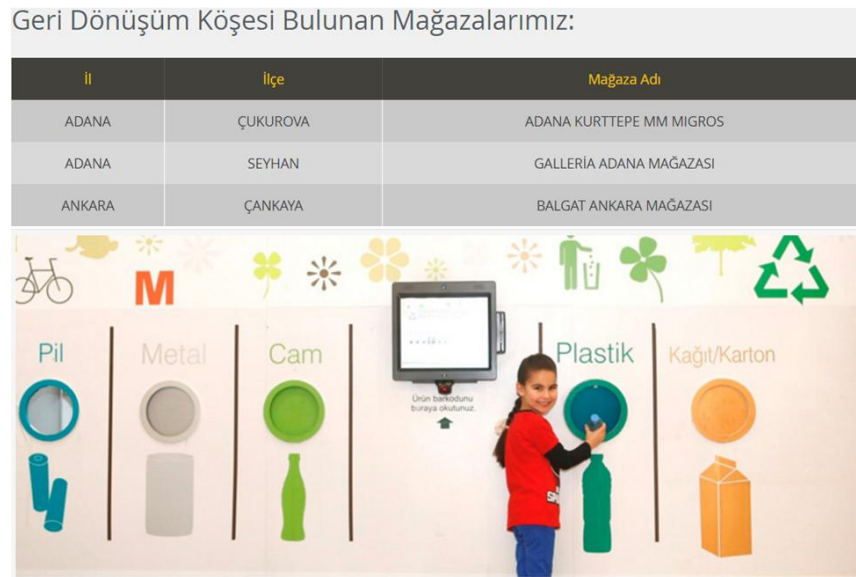 Geri Dönüşüm Köşesi Bulunan Mağazalarımız:
İl İlçe Mağaza Adı
ADANA ÇUKUROVA ADANA KURTTEPE MM MIGROS
ADANA SEYHAN GALLERİA ADANA MAĞAZASI
ANKARA ÇANKAYA BALGAT ANKARA MAĞAZASI
M
Pil Metal Cam Plastik Kağıt/Karton
Ürün barkodunu
buraya okutunuz.